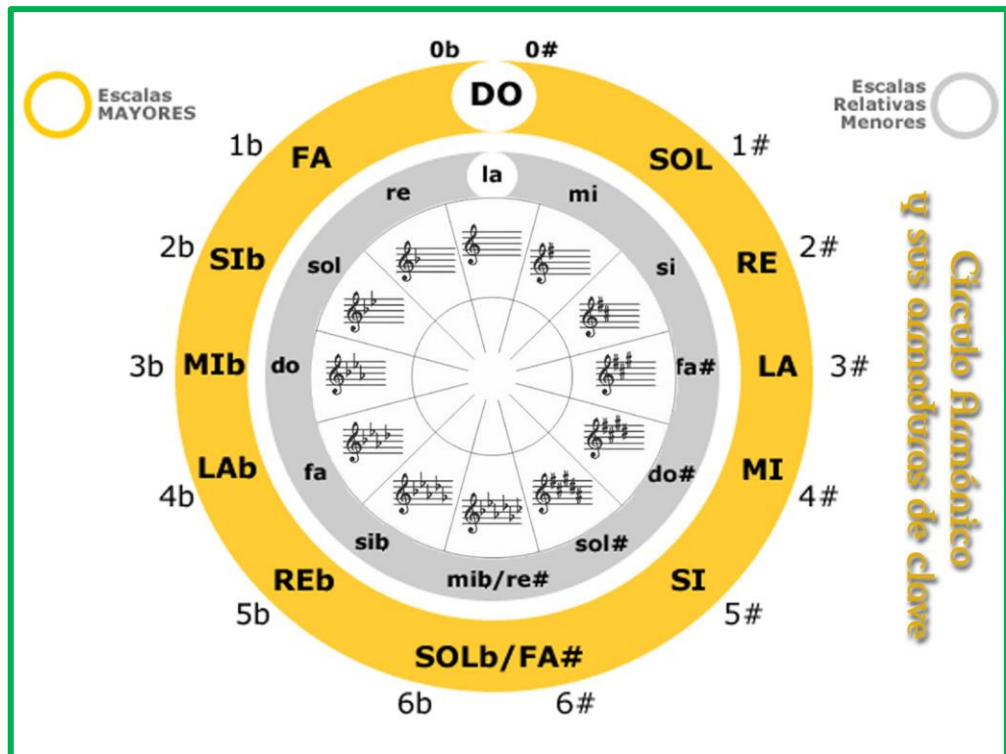 0b 0#
Escalas
MAYORES
Escalas
Relativas
Menores
DO
1b
FA
SOL
1#
la
re
mi
2b
SIb
sol
si
RE
2#
3b
MIb
do
fa#
LA
3#
LAb
fa
do#
MI
4b
4#
sib
sol#
mib/re#
REb
SI
5b
5#
SOLb/FA#
6b
6#
Círculo Armónico
y sus armaduras de clave